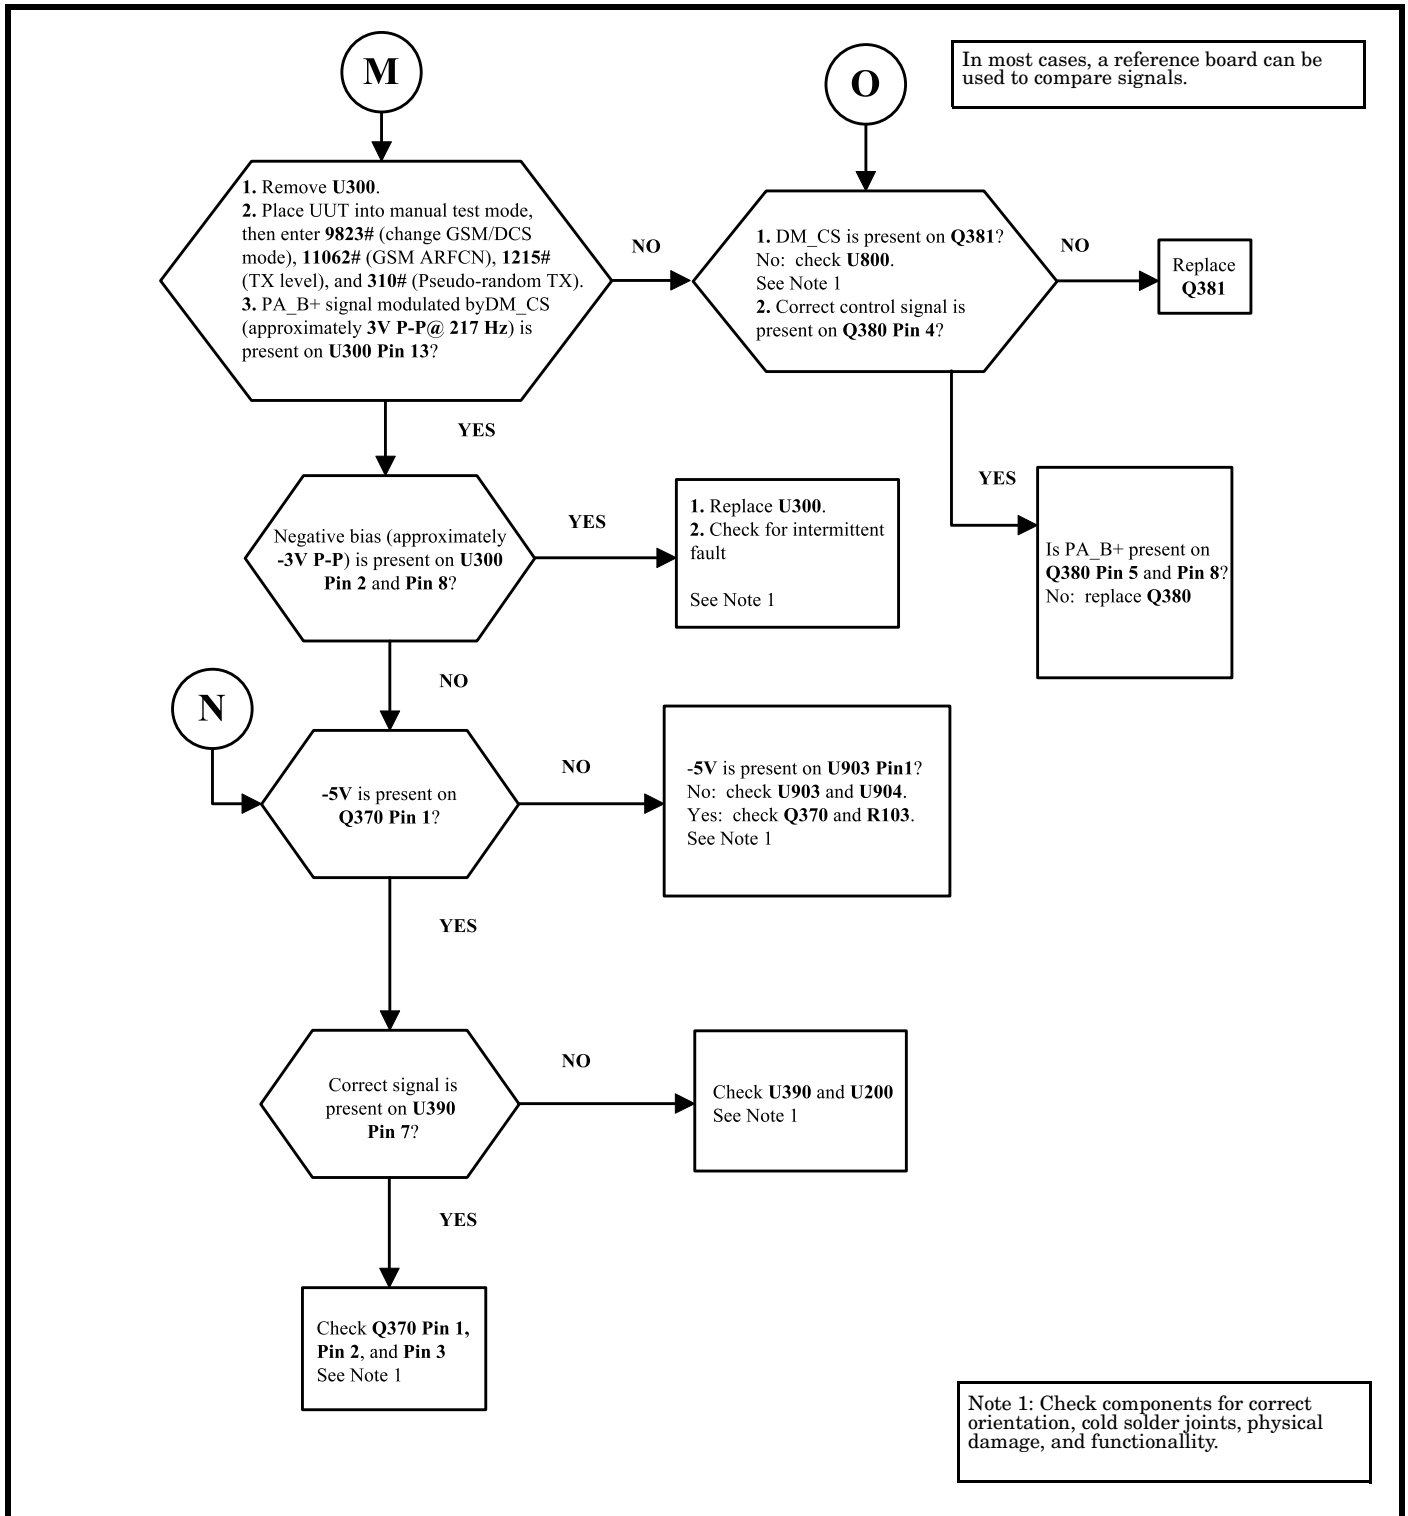 M
O
In most cases, a reference board can be
used to compare signals.
1. Remove U300.
2. Place UUT into manual test mode,
then enter 9823# (change GSM/DCS
mode), 11062# (GSM ARFCN), 1215#
(TX level), and 310# (Pseudo-random TX).
3. PA_B+ signal modulated byDM_CS
(approximately 3V P-P@ 217 Hz) is
present on U300 Pin 13?
NO
1. DM_CS is present on Q381?
No: check U800.
See Note 1
2. Correct control signal is
present on Q380 Pin 4?
NO
Replace
Q381
YES
YES
Negative bias (approximately
-3V P-P) is present on U300
Pin 2 and Pin 8?
YES
1. Replace U300.
2. Check for intermittent
fault
See Note 1
Is PA_B+ present on
Q380 Pin 5 and Pin 8?
No: replace Q380
NO
N
-5V is present on
Q370 Pin 1?
NO
-5V is present on U903 Pin1?
No: check U903 and U904.
Yes: check Q370 and R103.
See Note 1
YES
Correct signal is
present on U390
Pin 7?
NO
Check U390 and U200
See Note 1
YES
Check Q370 Pin 1,
Pin 2, and Pin 3
See Note 1
Note 1: Check components for correct
orientation, cold solder joints, physical
damage, and functionallity.